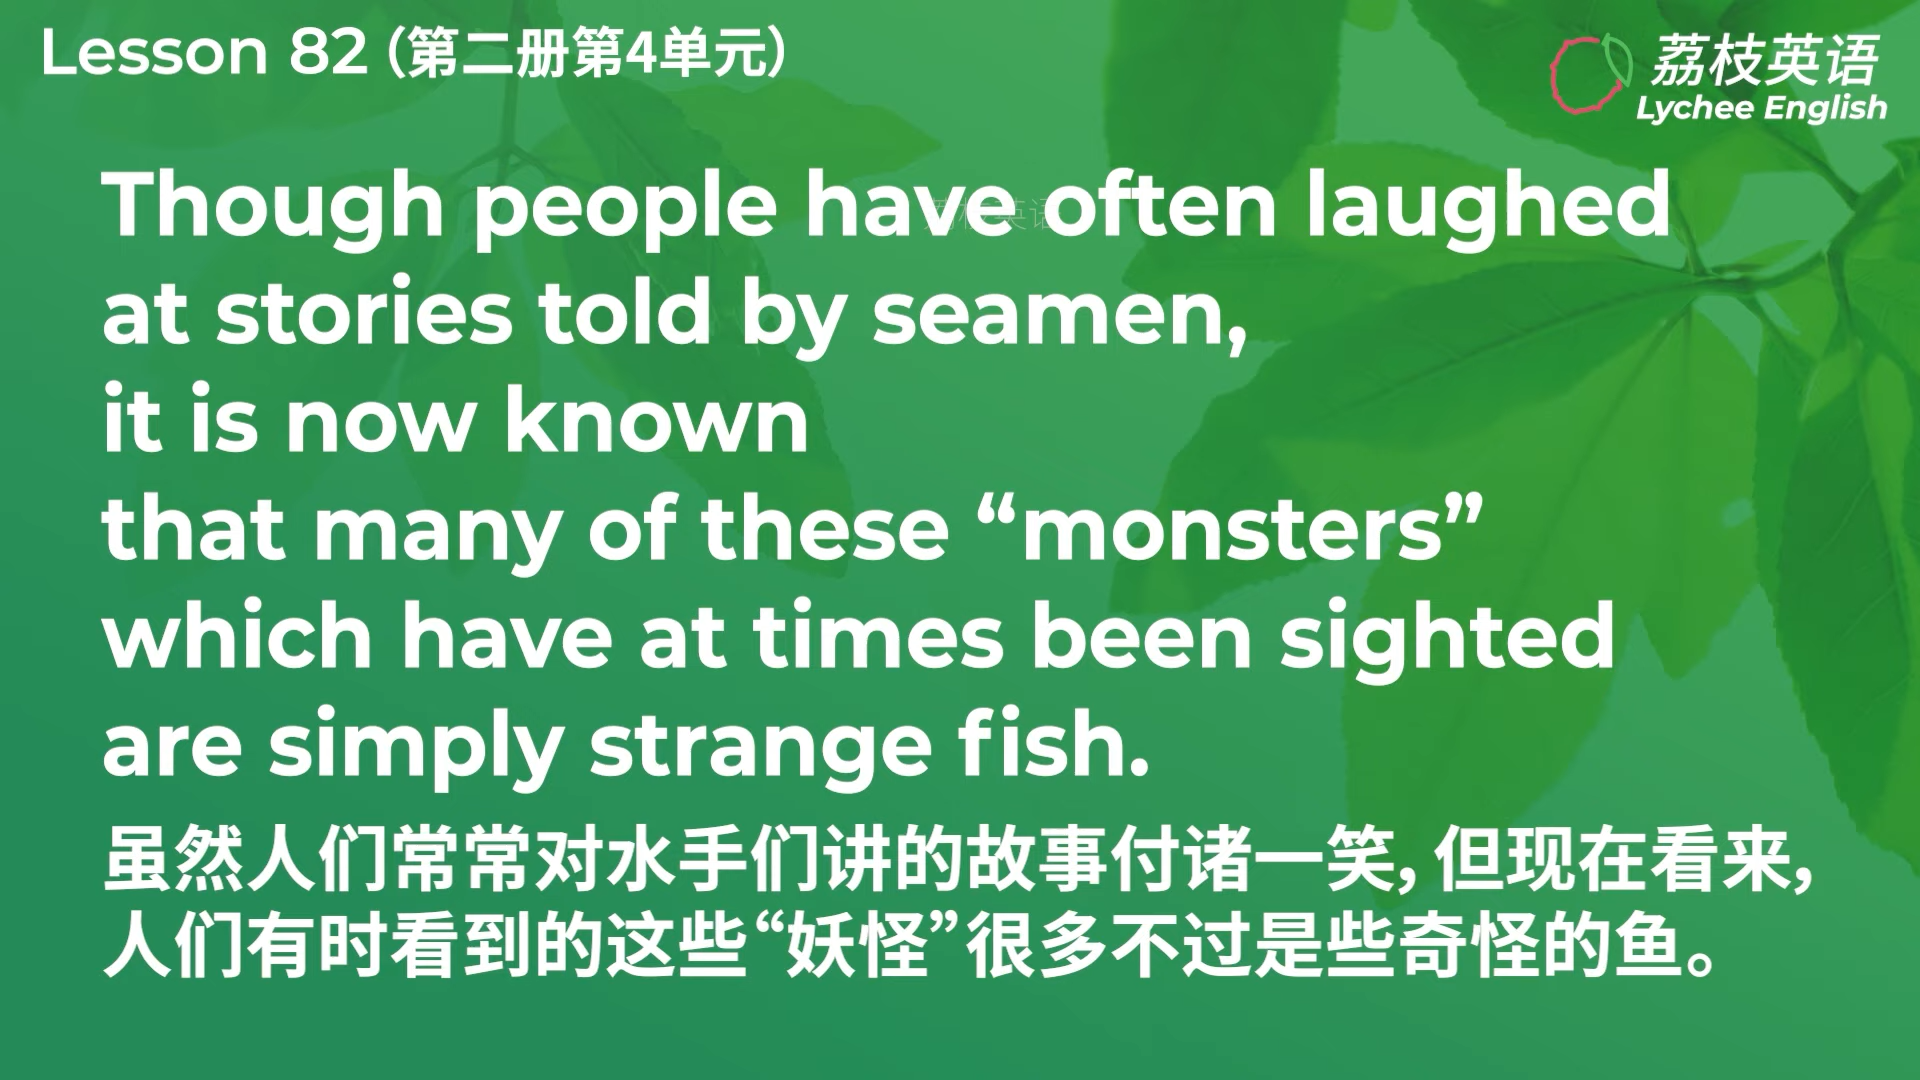 Lesson 82（第二册第4单元）
荔枝英语
Lychee English
Though people have often laughed
at stories told by seamen,
it is now known
that many of these “monsters”
which have at times been sighted
are simply strange fish.
虽然人们常常对水手们讲的故事付诸一笑，但现在看来，
人们有时看到的这些“妖怪”很多不过是些奇怪的鱼。